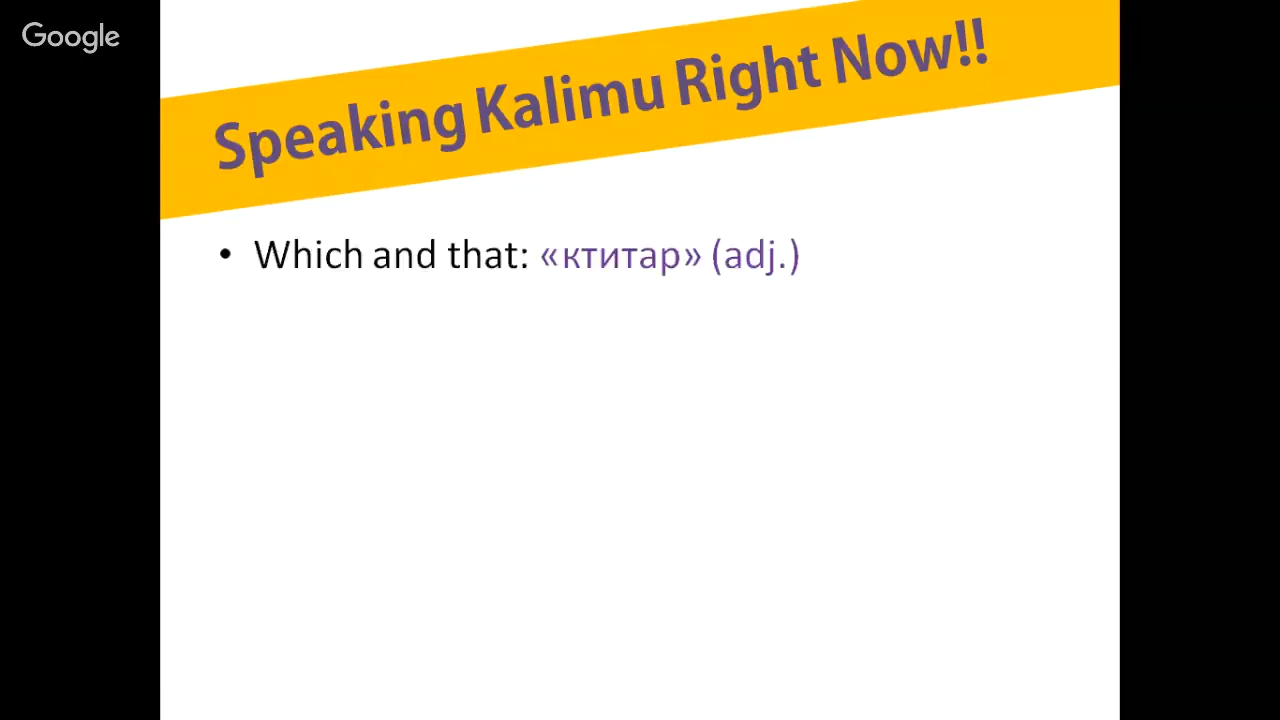 Google
Speaking Kalimu Right Now!!
• Which and that: «ктитар» (adj.)